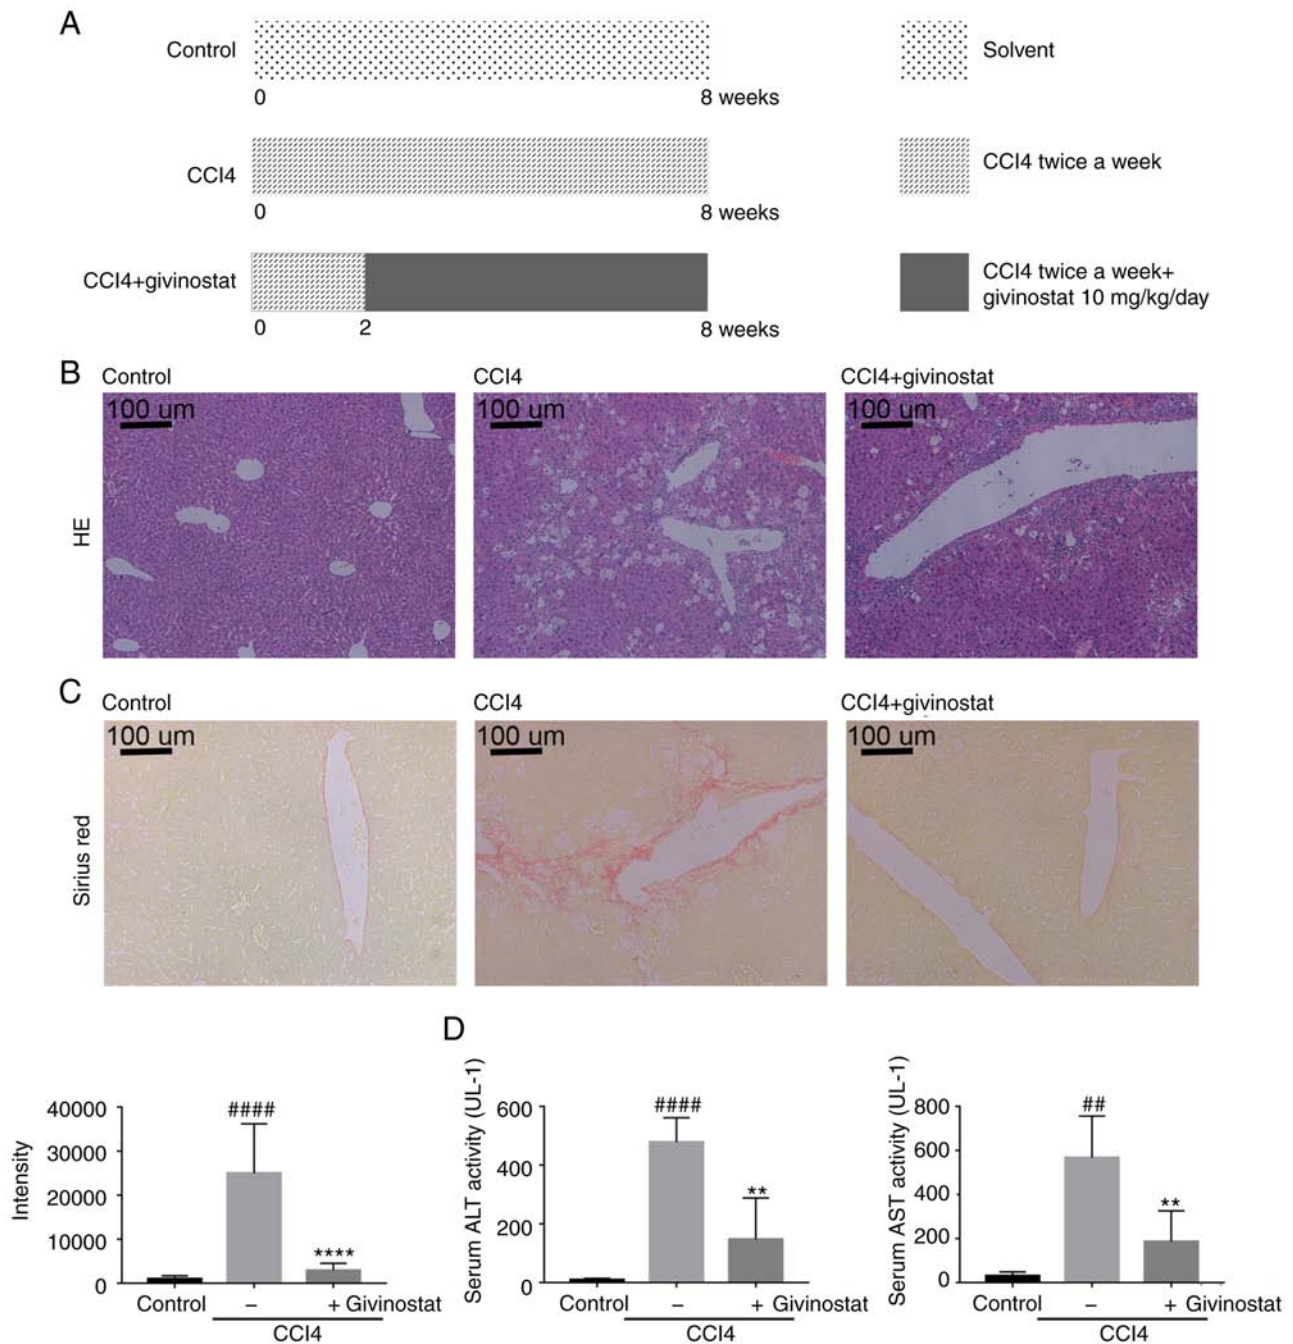 A
Control
0
8 weeks
Solvent
CCl4
0
8 weeks
CCl4 twice a week
CCl4+givinostat
0
2
8 weeks
CCl4 twice a week+
givinostat 10 mg/kg/day
B
Control
CCl4
CCl4+givinostat
HE
100 um
100 um
100 um
C
Control
CCl4
CCl4+givinostat
Sirius red
100 um
100 um
100 um
Intensity
40000
30000
20000
10000
0
####
****
Control
–
+ Givinostat
CCl4
D
Serum ALT activity (UL-1)
600
400
200
0
####
**
Control
–
+ Givinostat
CCl4
Serum AST activity (UL-1)
800
600
400
200
0
##
**
Control
–
+ Givinostat
CCl4